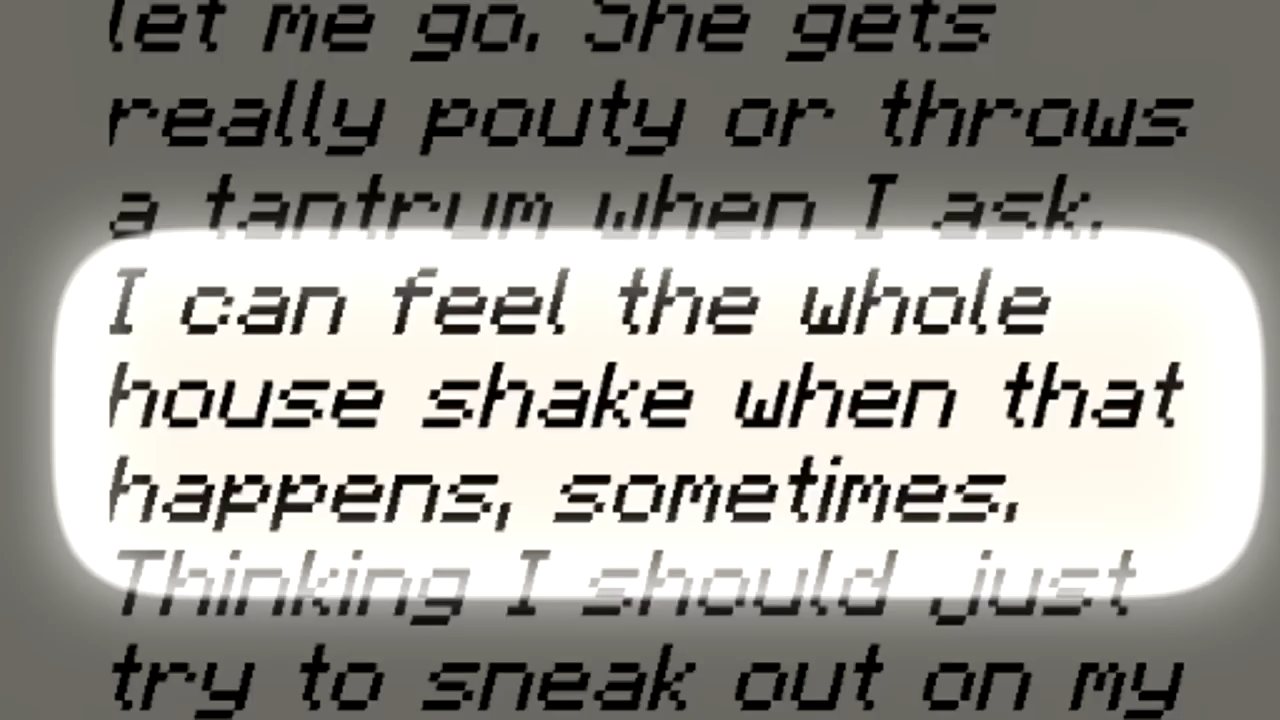 let me go. She gets
really pouty or throws
a tantrum when I ask.
I can feel the whole
house shake when that
happens, sometimes.
Thinking I should just
try to sneak out on my